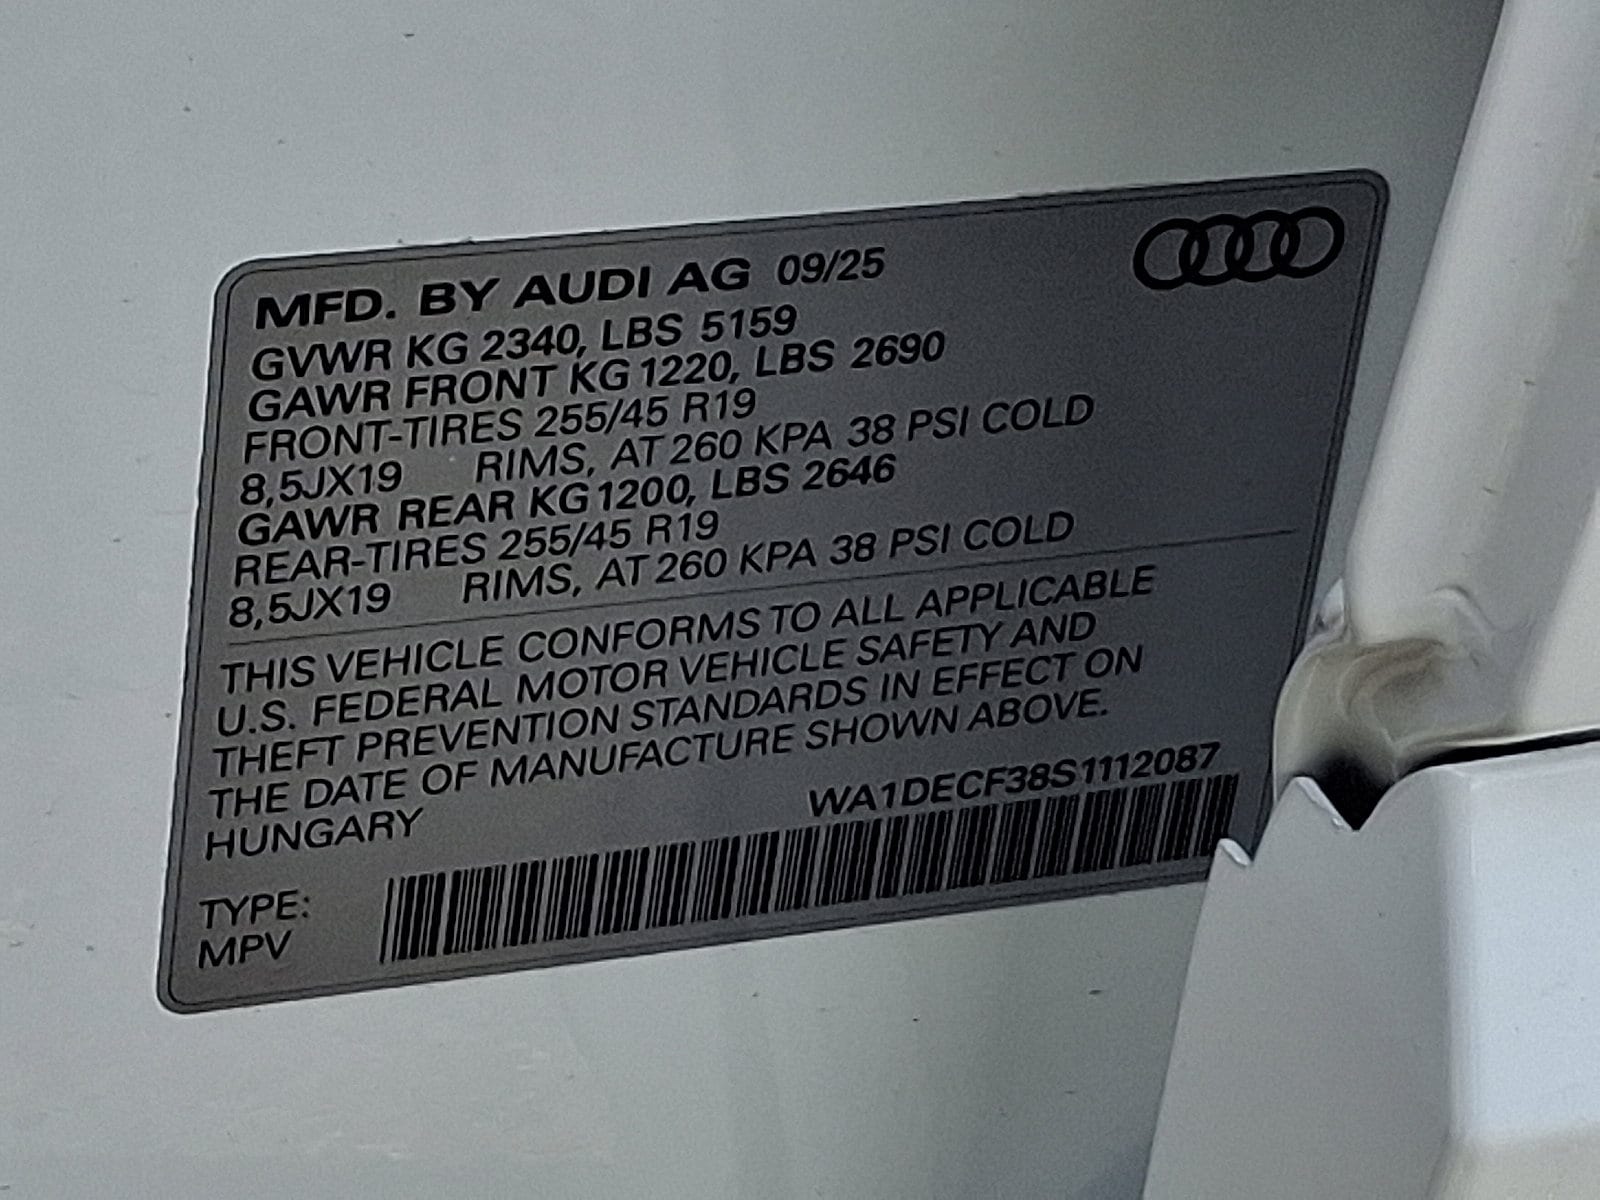 MFD. BY AUDI AG 09/25
GVWR KG 2340, LBS 5159
GAWR FRONT KG 1220, LBS 2690
FRONT-TIRES 255/45 R19
8,5JX19 RIMS, AT 260 KPA 38 PSI COLD
GAWR REAR KG 1200, LBS 2646
REAR-TIRES 255/45 R19
8,5JX19 RIMS, AT 260 KPA 38 PSI COLD
THIS VEHICLE CONFORMS TO ALL APPLICABLE
U.S. FEDERAL MOTOR VEHICLE SAFETY AND
THEFT PREVENTION STANDARDS IN EFFECT ON
THE DATE OF MANUFACTURE SHOWN ABOVE.
HUNGARY WA1DECF38S1112087
TYPE:
MPV